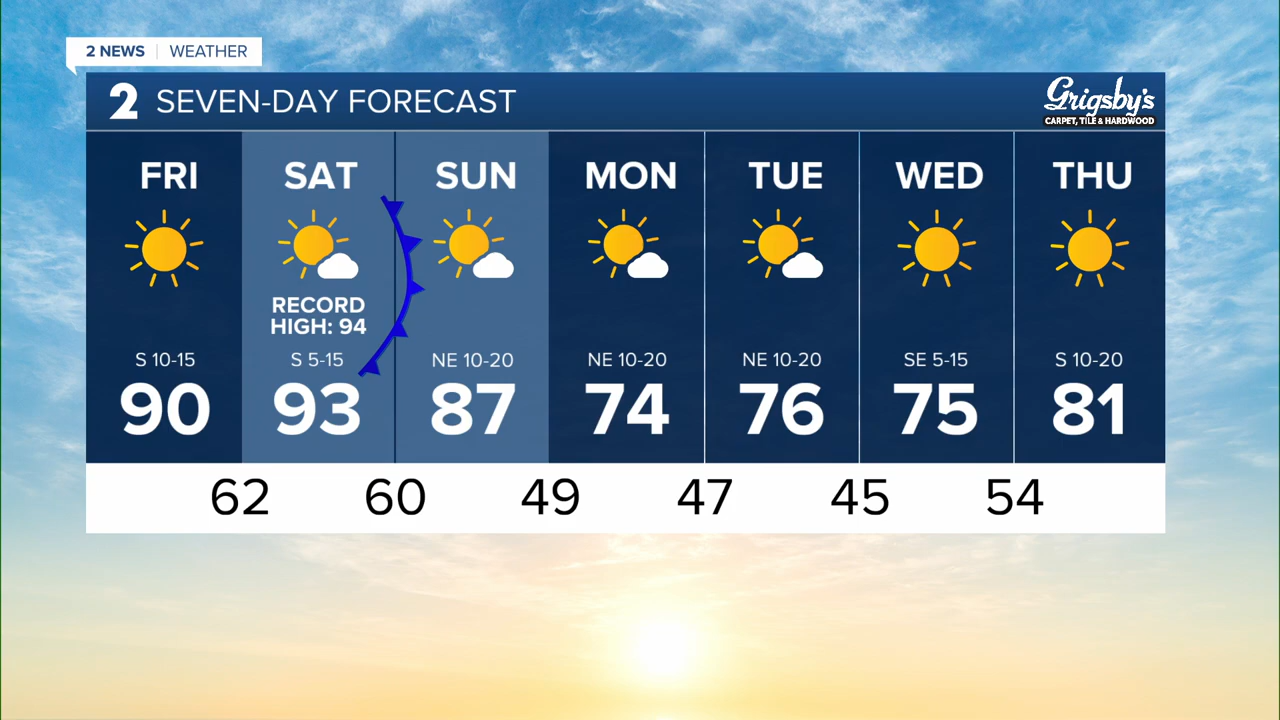 2 NEWS | WEATHER
2 SEVEN-DAY FORECAST
Grigsby's
CARPET, TILE & HARDWOOD
FRI SAT SUN MON TUE WED THU
RECORD
HIGH: 94
S 10-15 S 5-15 NE 10-20 NE 10-20 NE 10-20 SE 5-15 S 10-20
90 93 87 74 76 75 81
62 60 49 47 45 54